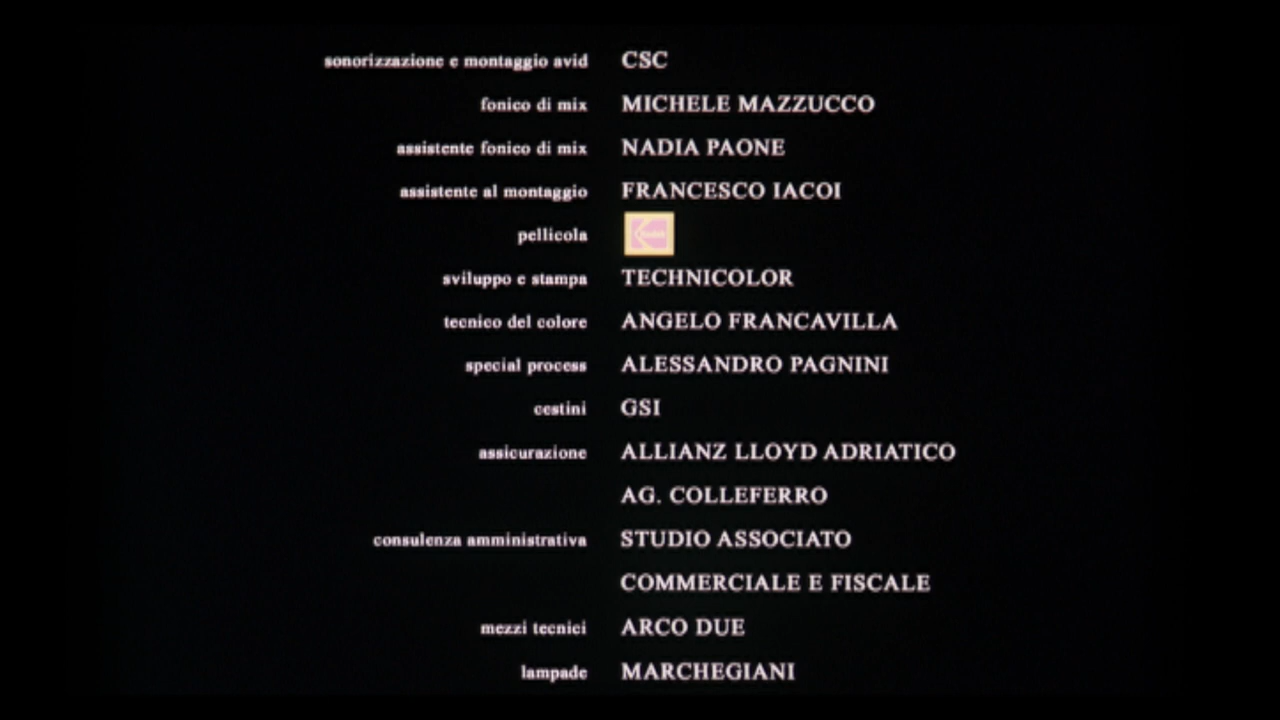 sonorizzazione e montaggio avid CSC
fonico di mix MICHELE MAZZUCCO
assistente fonico di mix NADIA PAONE
assistente al montaggio FRANCESCO IACOI
pellicola Kodak
sviluppo e stampa TECHNICOLOR
tecnico del colore ANGELO FRANCAVILLA
special process ALESSANDRO PAGNINI
cestini GSI
assicurazione ALLIANZ LLOYD ADRIATICO
AG. COLLEFERRO
consulenza amministrativa STUDIO ASSOCIATO
COMMERCIALE E FISCALE
mezzi tecnici ARCO DUE
lampade MARCHEGIANI